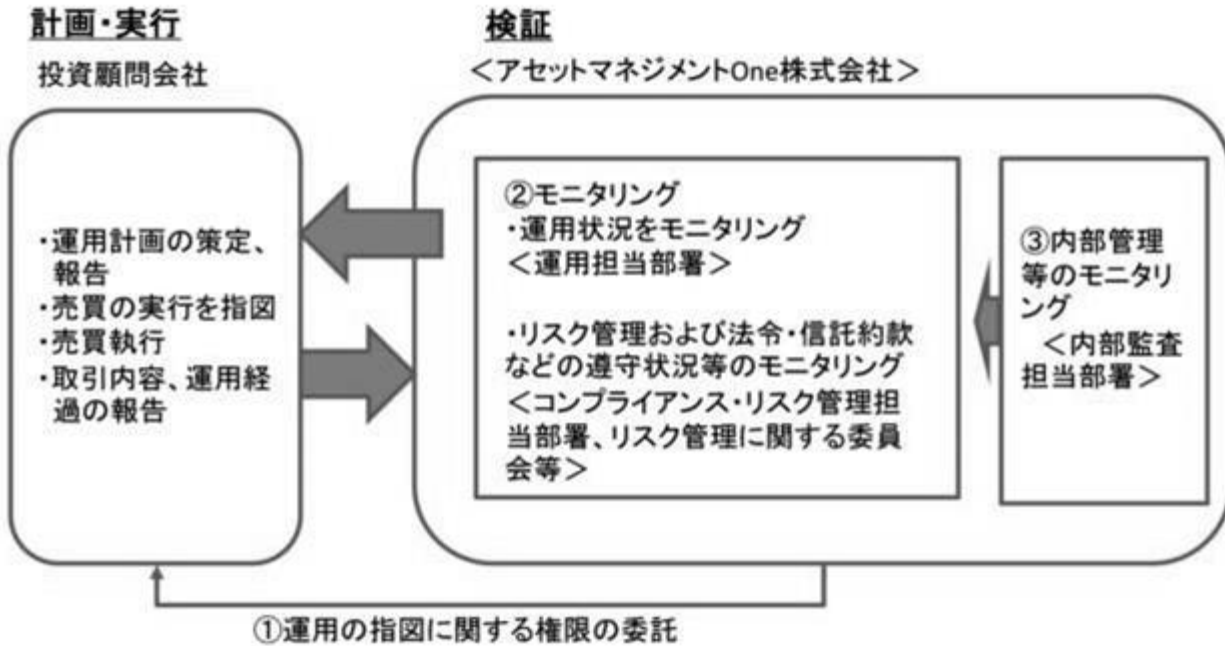 計画・実行
投資顧問会社
・運用計画の策定、
報告
・売買の実行を指図
・売買執行
・取引内容、運用経
過の報告
検証
＜アセットマネジメントOne株式会社＞
②モニタリング
・運用状況をモニタリング
＜運用担当部署＞
・リスク管理および法令・信託約款
などの遵守状況等のモニタリング
＜コンプライアンス・リスク管理担
当部署、リスク管理に関する委員
会等＞
③内部管理
等のモニタリ
ング
＜内部監査
担当部署＞
①運用の指図に関する権限の委託